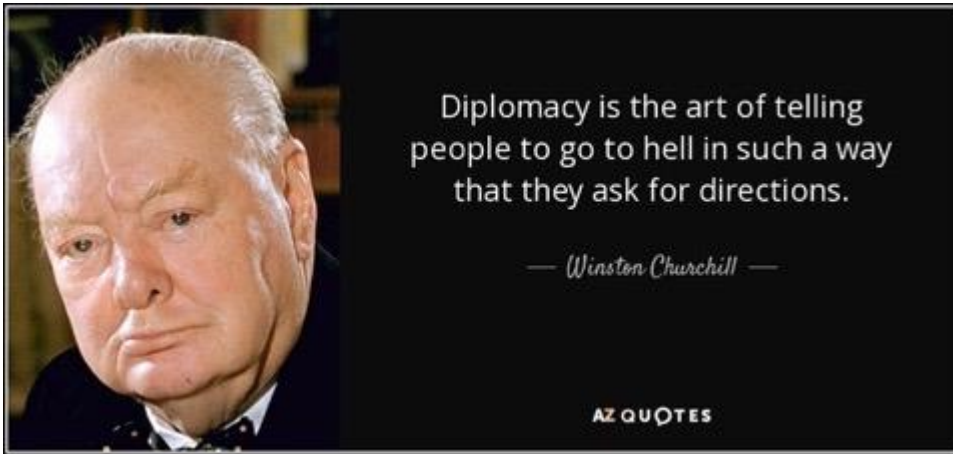 Diplomacy is the art of telling
people to go to hell in such a way
that they ask for directions.
— Winston Churchill —
AZ QUOTES